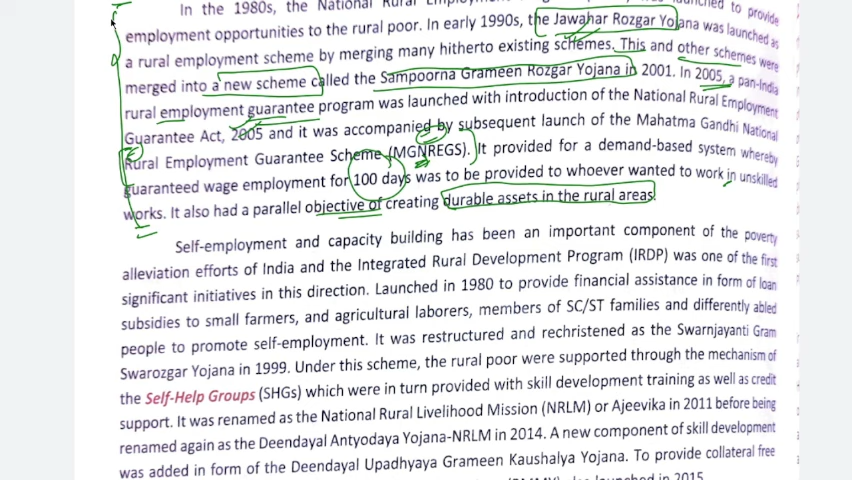 In the 1980s, the National Rural
to provide
employment opportunities to the rural poor. In early 1990s, the Jawahar Rozgar Yojana was launched as
a rural employment scheme by merging many hitherto existing schemes. This and other schemes were
merged into a new scheme called the Sampoorna Grameen Rozgar Yojana in 2001. In 2005, a pan-India
rural employment guarantee program was launched with introduction of the National Rural Employment
Guarantee Act, 2005 and it was accompanied by subsequent launch of the Mahatma Gandhi National
Rural Employment Guarantee Scheme (MGNREGS). It provided for a demand-based system whereby
guaranteed wage employment for 100 days was to be provided to whoever wanted to work in unskilled
works. It also had a parallel objective of creating durable assets in the rural areas.
Self-employment and capacity building has been an important component of the poverty
alleviation efforts of India and the Integrated Rural Development Program (IRDP) was one of the first
significant initiatives in this direction. Launched in 1980 to provide financial assistance in form of loan
subsidies to small farmers, and agricultural laborers, members of SC/ST families and differently abled
people to promote self-employment. It was restructured and rechristened as the Swarnjayanti Gram
Swarozgar Yojana in 1999. Under this scheme, the rural poor were supported through the mechanism of
the Self-Help Groups (SHGs) which were in turn provided with skill development training as well as credit
support. It was renamed as the National Rural Livelihood Mission (NRLM) or Ajeevika in 2011 before being
renamed again as the Deendayal Antyodaya Yojana-NRLM in 2014. A new component of skill development
was added in form of the Deendayal Upadhyaya Grameen Kaushalya Yojana. To provide collateral free
launched in 2015